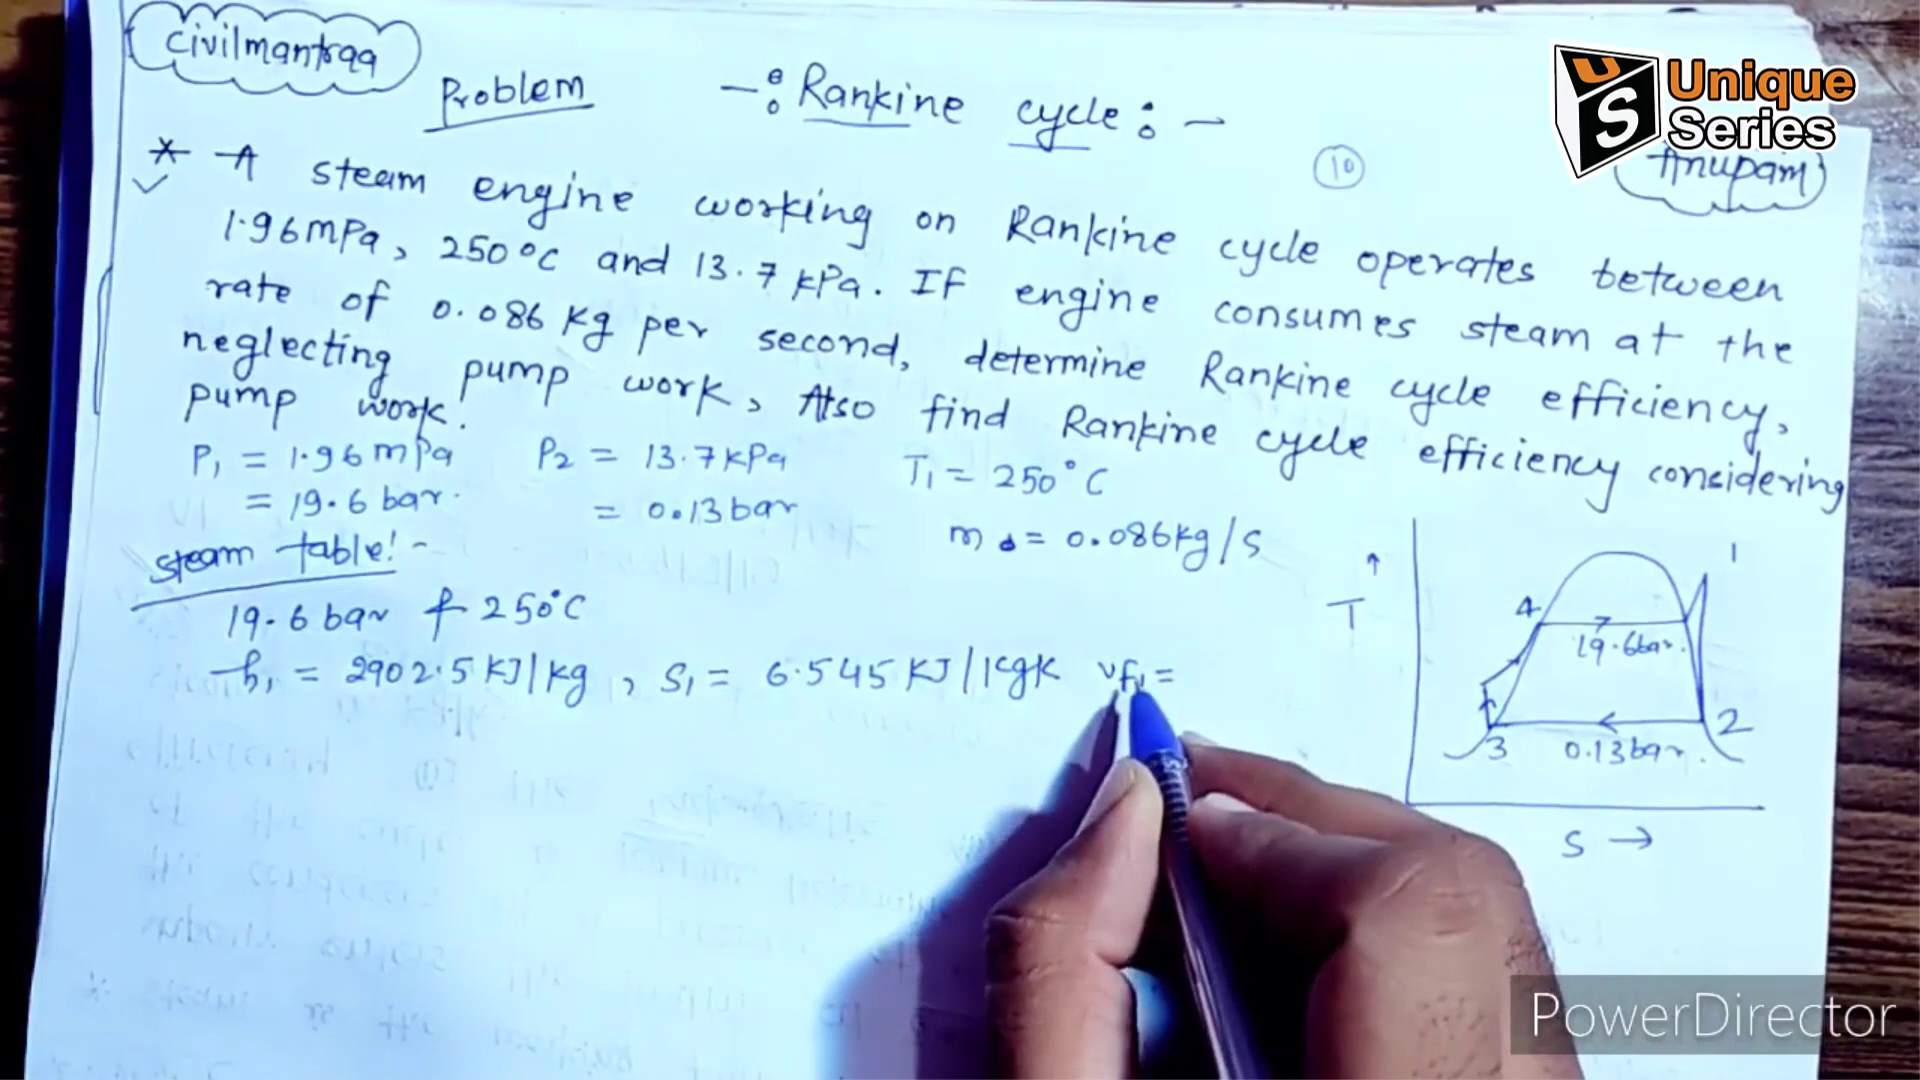 Civilmantraa
Unique
Series
US
Problem -: Rankine cycle : -
10
Anupam
* A steam engine working on Rankine cycle operates between
1.96mPa, 250°C and 13.7 kPa. If engine consumes steam at the
rate of 0.086 kg per second, determine Rankine cycle efficiency,
neglecting pump work, Also find Rankine cycle efficiency considering
pump work.
P1 = 1.96 mPa P2 = 13.7 kPa T1 = 250°C
= 19.6 bar. = 0.13 bar m = 0.086kg/s
steam table! -
19.6 bar & 250°C
h1 = 2902.5 KJ/kg, S1 = 6.545 KJ/kgK vf1 =
T ↑
1
4
19.6bar.
2
3
0.13bar.
S →
PowerDirector